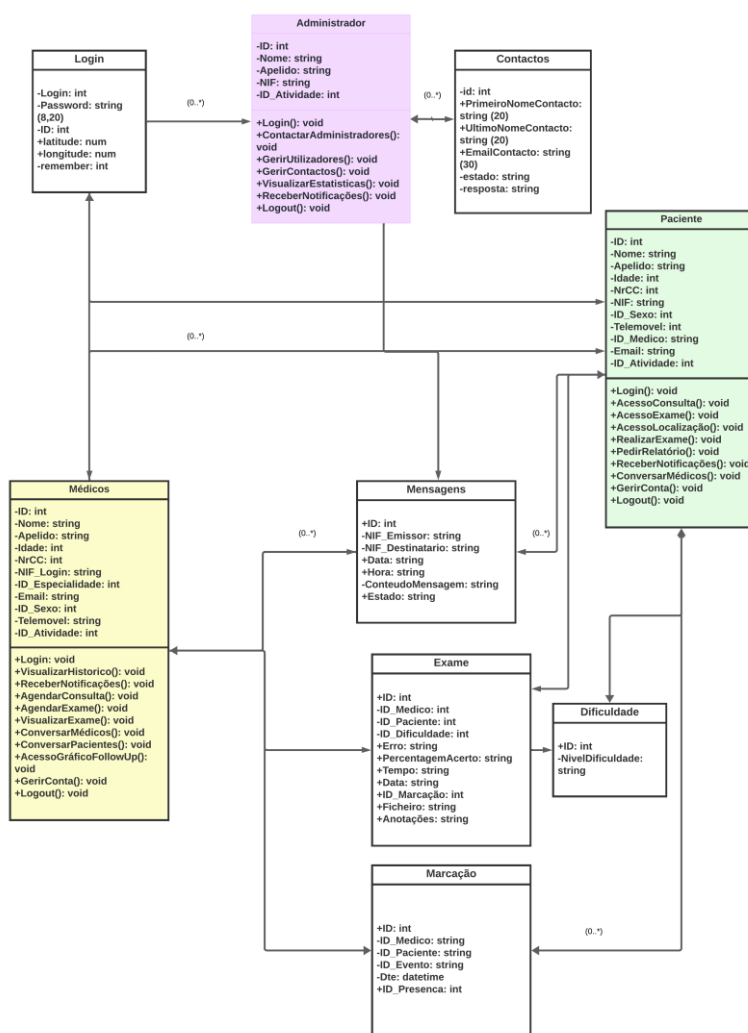 Administrador
-ID: int
-Nome: string
-Apelido: string
-NIF: string
-ID_Atividade: int
+Login(): void
+ContactarAdministradores():
void
+GerirUtilizadores(): void
+GerirContactos(): void
+VisualizarEstatisticas(): void
+ReceberNotificações(): void
+Logout(): void
Login
-Login: int
-Password: string
(8,20)
-ID: int
+latitude: num
+longitude: num
-remember: int
(0..*)
(0..*)
Contactos
-id: int
+PrimeiroNomeContacto:
string (20)
+UltimoNomeContacto:
string (20)
+EmailContacto: string
(30)
-estado: string
-resposta: string
Paciente
-ID: int
-Nome: string
-Apelido: string
-Idade: int
-NrCC: int
-NIF: string
-ID_Sexo: int
-Telemovel: int
-ID_Medico: string
-Email: string
-ID_Atividade: int
+Login(): void
+AcessoConsulta(): void
+AcessoExame(): void
+AcessoLocalização(): void
+RealizarExame(): void
+PedirRelatório(): void
+ReceberNotificações(): void
+ConversarMédicos(): void
+GerirConta(): void
+Logout(): void
(0..*)
Médicos
-ID: int
-Nome: string
-Apelido: string
-Idade: int
-NrCC: int
-NIF_Login: string
-ID_Especialidade: int
-Email: string
-ID_Sexo: int
-Telemovel: string
-ID_Atividade: int
+Login: void
+VisualizarHistorico(): void
+ReceberNotificações(): void
+AgendarConsulta(): void
+AgendarExame(): void
+VisualizarExame(): void
+ConversarMédicos(): void
+ConversarPacientes(): void
+AcessoGráficoFollowUp():
void
+GerirConta(): void
+Logout(): void
(0..*)
Mensagens
+ID: int
-NIF_Emissor: string
-NIF_Destinatario: string
+Data: string
+Hora: string
-ConteudoMensagem: string
+Estado: string
(0..*)
Exame
+ID: int
-ID_Medico: int
-ID_Paciente: int
-ID_Dificuldade: int
+Erro: string
+PercentagemAcerto: string
+Tempo: string
+Data: string
+ID_Marcação: int
+Ficheiro: string
+Anotações: string
Dificuldade
+ID: int
-NivelDificuldade:
string
Marcação
+ID: int
-ID_Medico: string
-ID_Paciente: string
-ID_Evento: string
-Dte: datetime
+ID_Presenca: int
(0..*)